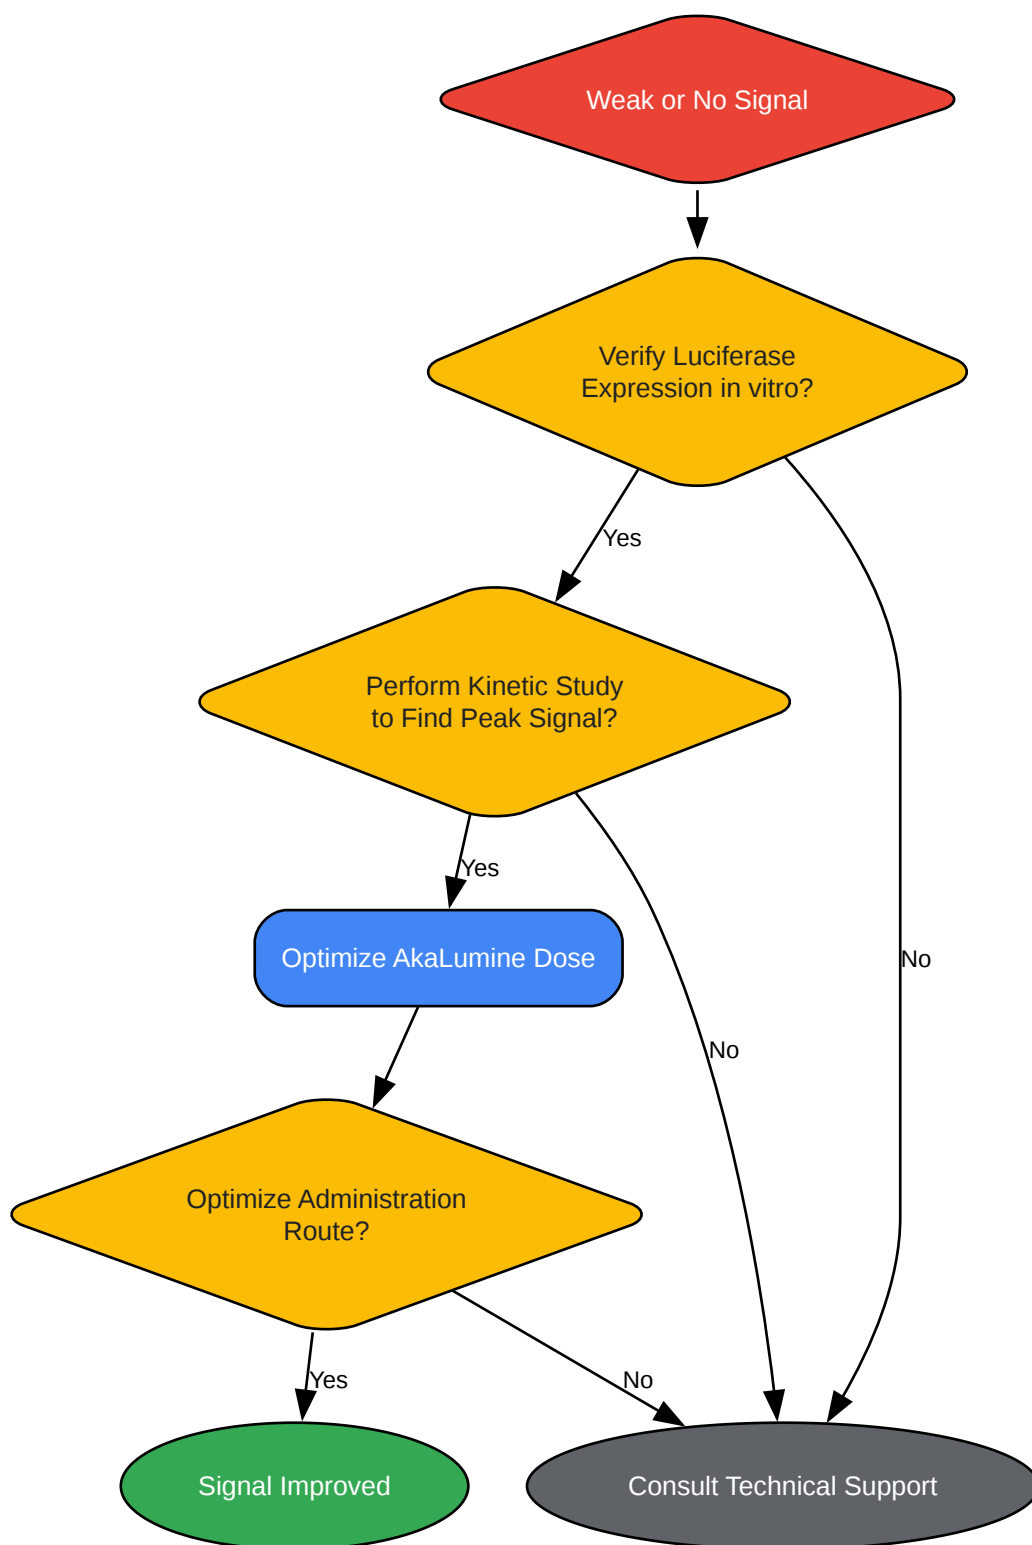 Weak or No Signal
Verify Luciferase
Expression in vitro?
Yes
Perform Kinetic Study
to Find Peak Signal?
Yes
Optimize AkaLumine Dose
No
No
Optimize Administration
Route?
Yes
No
Signal Improved
Consult Technical Support